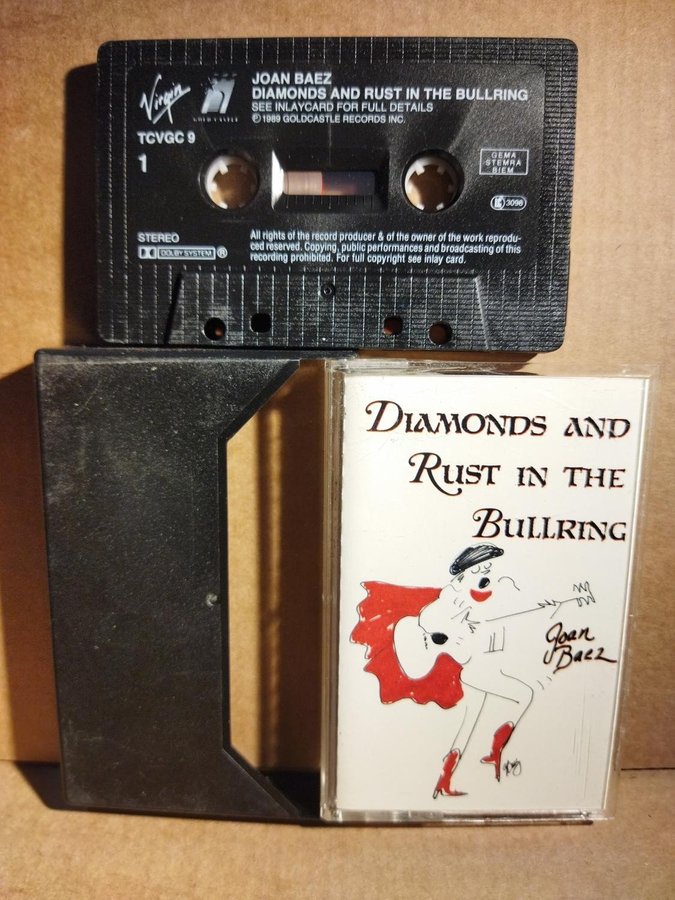 Virgin
GOLD CASTLE
JOAN BAEZ
DIAMONDS AND RUST IN THE BULLRING
SEE INLAYCARD FOR FULL DETAILS
℗ 1989 GOLDCASTLE RECORDS INC.
TCVGC 9
1
GEMA
STEMRA
BIEM
K 3098
STEREO
DOLBY SYSTEM ®
All rights of the record producer & of the owner of the work reprodu-
ced reserved. Copying, public performances and broadcasting of this
recording prohibited. For full copyright see inlay card.
DIAMONDS AND
RUST IN THE
BULLRING
Joan
Baez